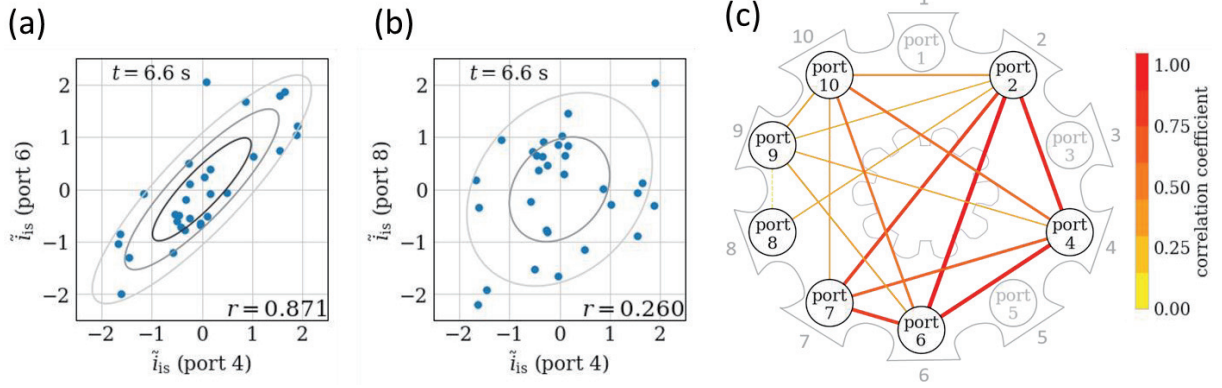 (a)
t = 6.6 s
2
1
0
−1
−2
−2 −1 0 1 2
r = 0.871
ĩis (port 6)
ĩis (port 4)
(b)
t = 6.6 s
2
1
0
−1
−2
−2 −1 0 1 2
r = 0.260
ĩis (port 8)
ĩis (port 4)
(c)
1
port
1
10
port
10
2
port
2
9
port
9
3
port
3
8
port
8
4
port
4
7
port
7
5
port
5
port
6
6
1.00
0.75
0.50
0.25
0.00
correlation coefficient